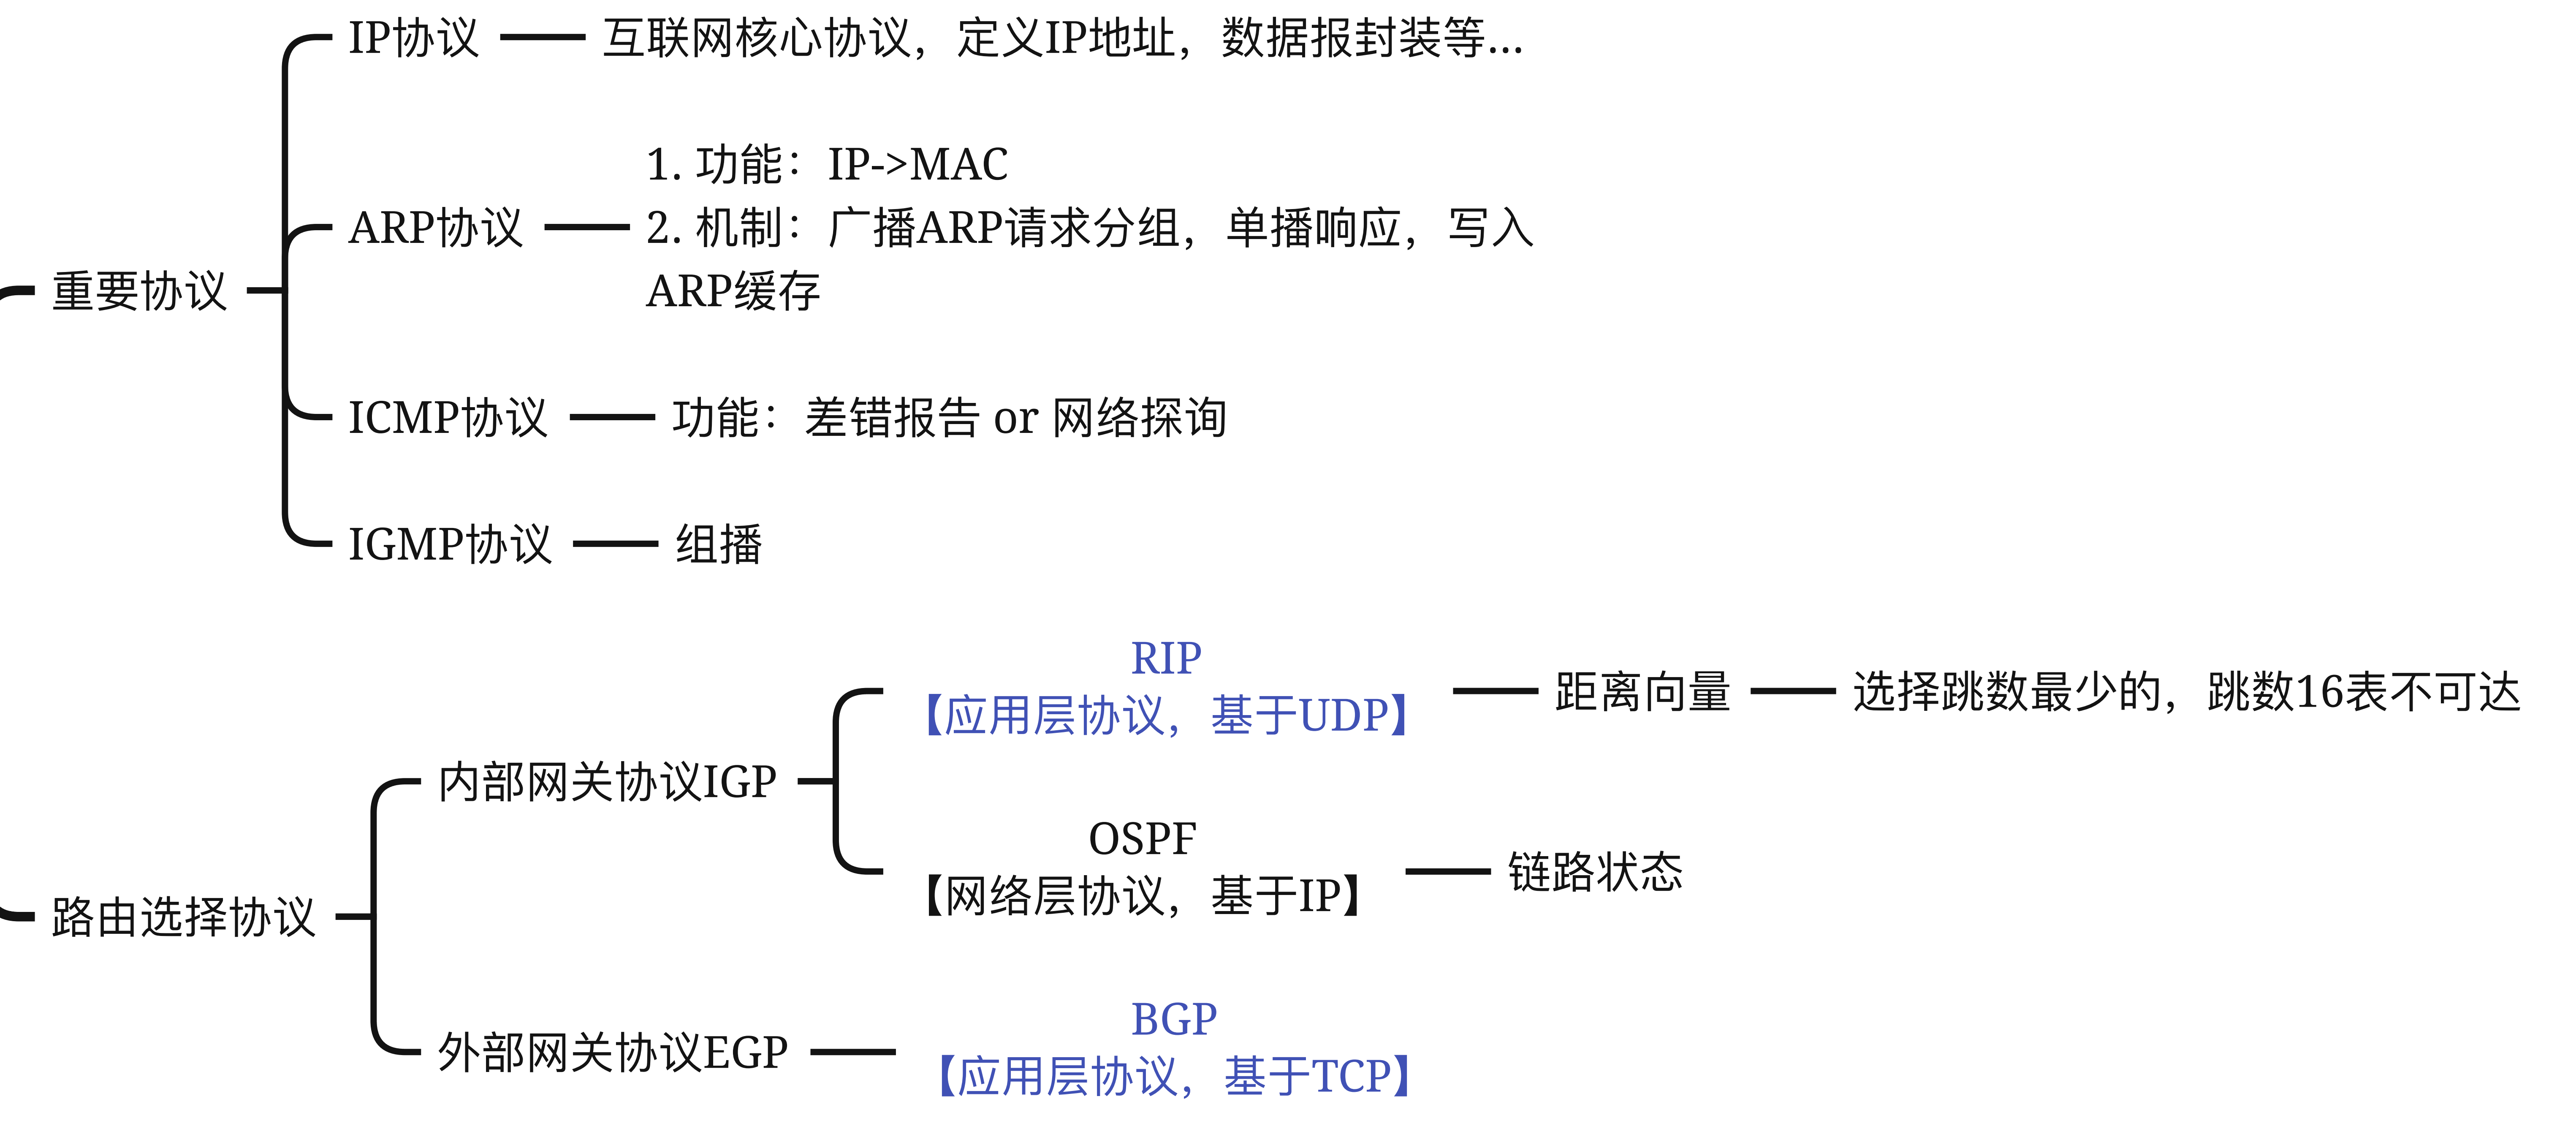 IP协议
互联网核心协议，定义IP地址，数据报封装等...
1. 功能：IP->MAC
ARP协议
2. 机制：广播ARP请求分组，单播响应，写入
ARP缓存
重要协议
ICMP协议
功能：差错报告 or 网络探询
IGMP协议
组播
RIP
【应用层协议，基于UDP】
距离向量
选择跳数最少的，跳数16表不可达
内部网关协议IGP
OSPF
【网络层协议，基于IP】
链路状态
路由选择协议
外部网关协议EGP
BGP
【应用层协议，基于TCP】